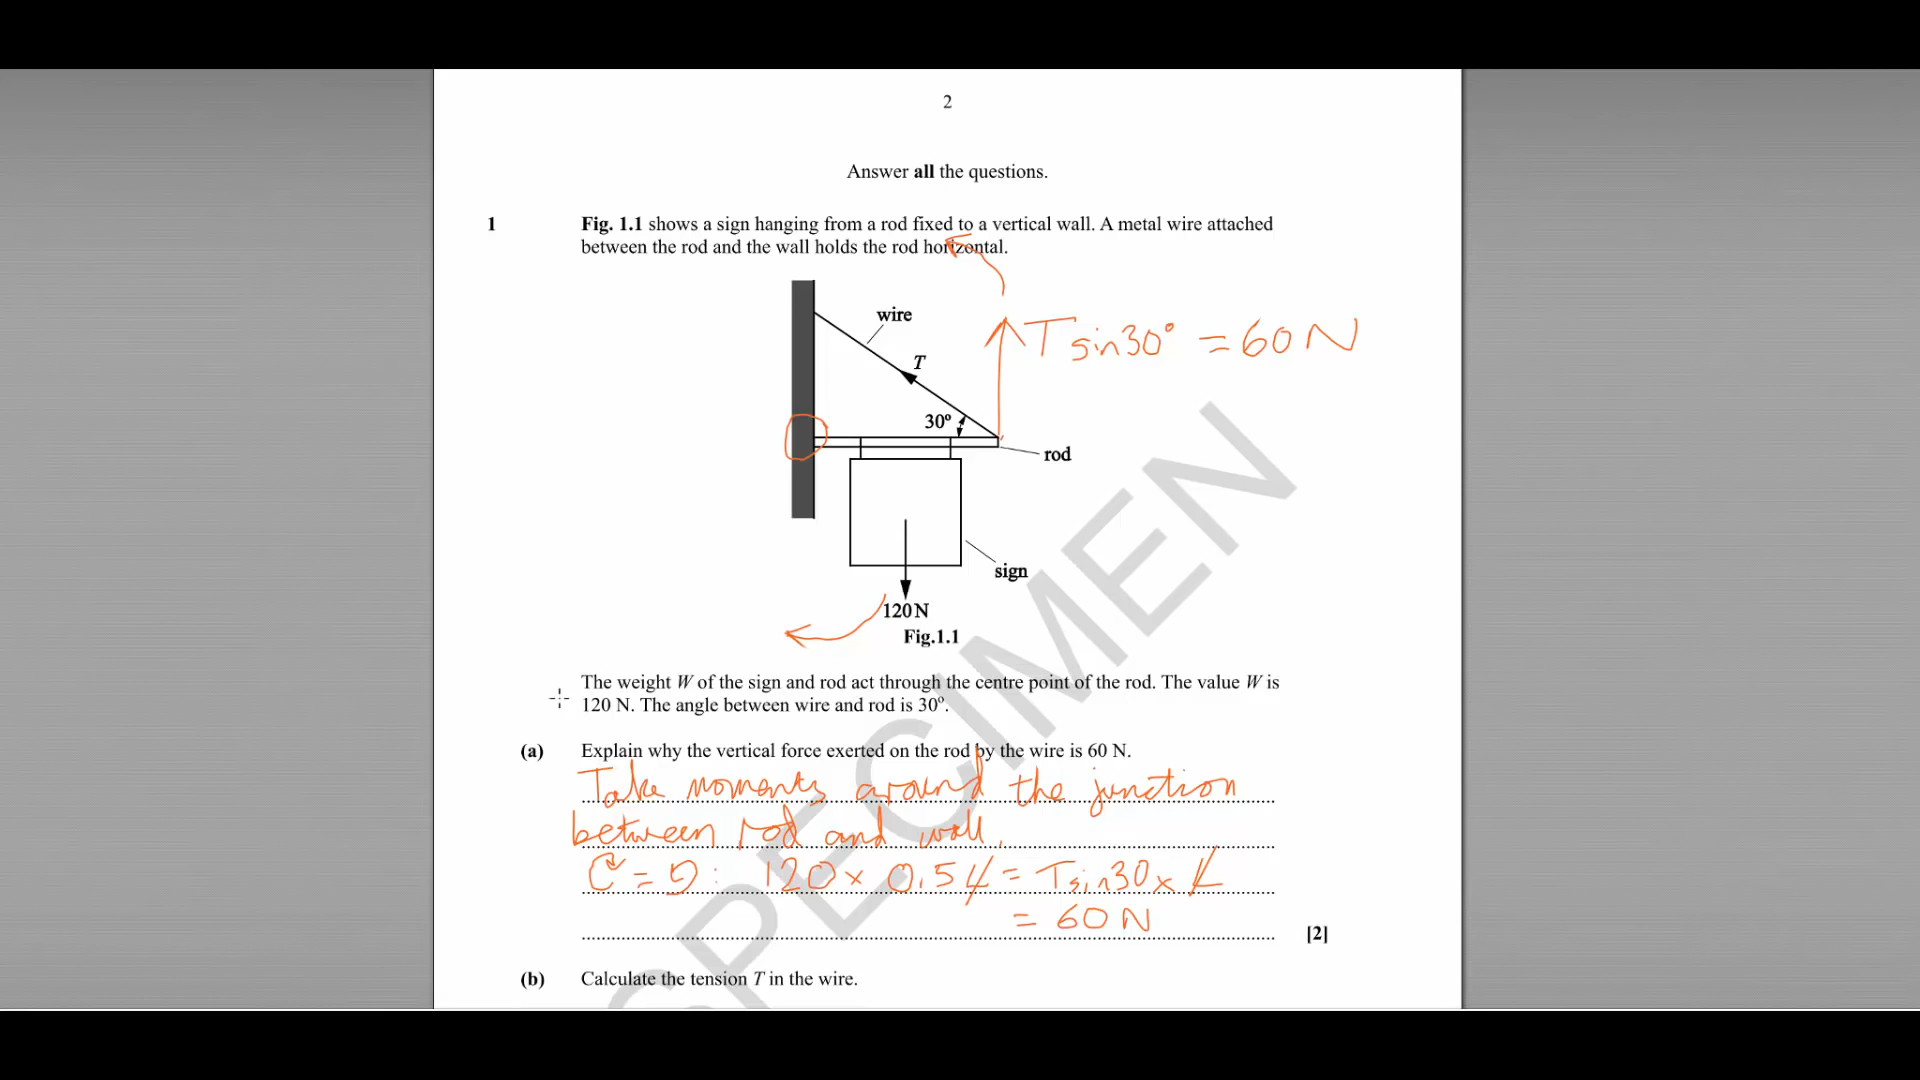 2
Answer all the questions.
1 Fig. 1.1 shows a sign hanging from a rod fixed to a vertical wall. A metal wire attached
between the rod and the wall holds the rod horizontal.
wire
T
T sin30° = 60 N
30º
rod
sign
120 N
Fig.1.1
The weight W of the sign and rod act through the centre point of the rod. The value W is
120 N. The angle between wire and rod is 30º.
(a) Explain why the vertical force exerted on the rod by the wire is 60 N.
Take moments around the junction
between rod and wall.
120 x 0.5 L = T sin30 x L
= 60 N
[2]
(b) Calculate the tension T in the wire.
SPECIMEN